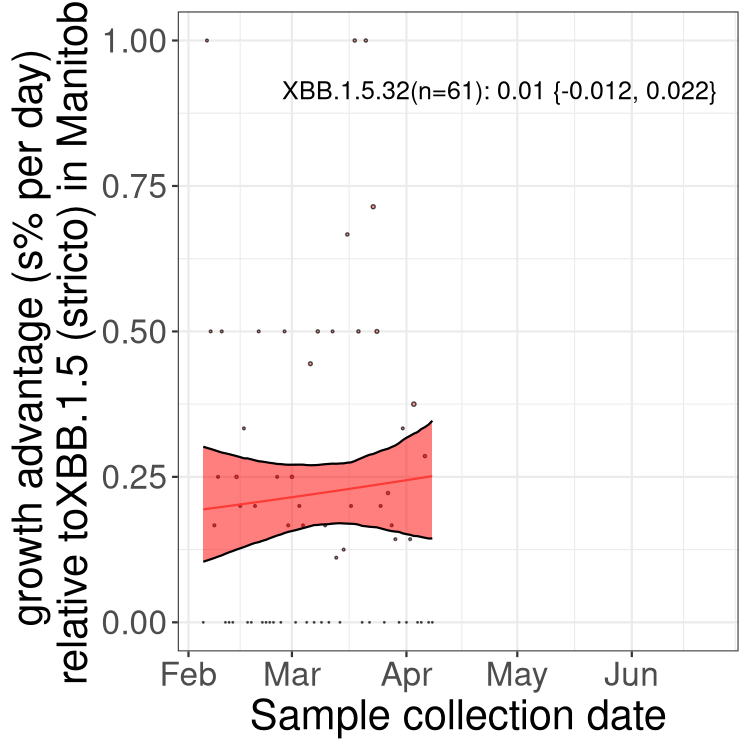 growth advantage (s% per day)
relative toXBB.1.5 (stricto) in Manitob
1.00
0.75
0.50
0.25
0.00
XBB.1.5.32(n=61): 0.01 {-0.012, 0.022}
Feb Mar Apr May Jun
Sample collection date